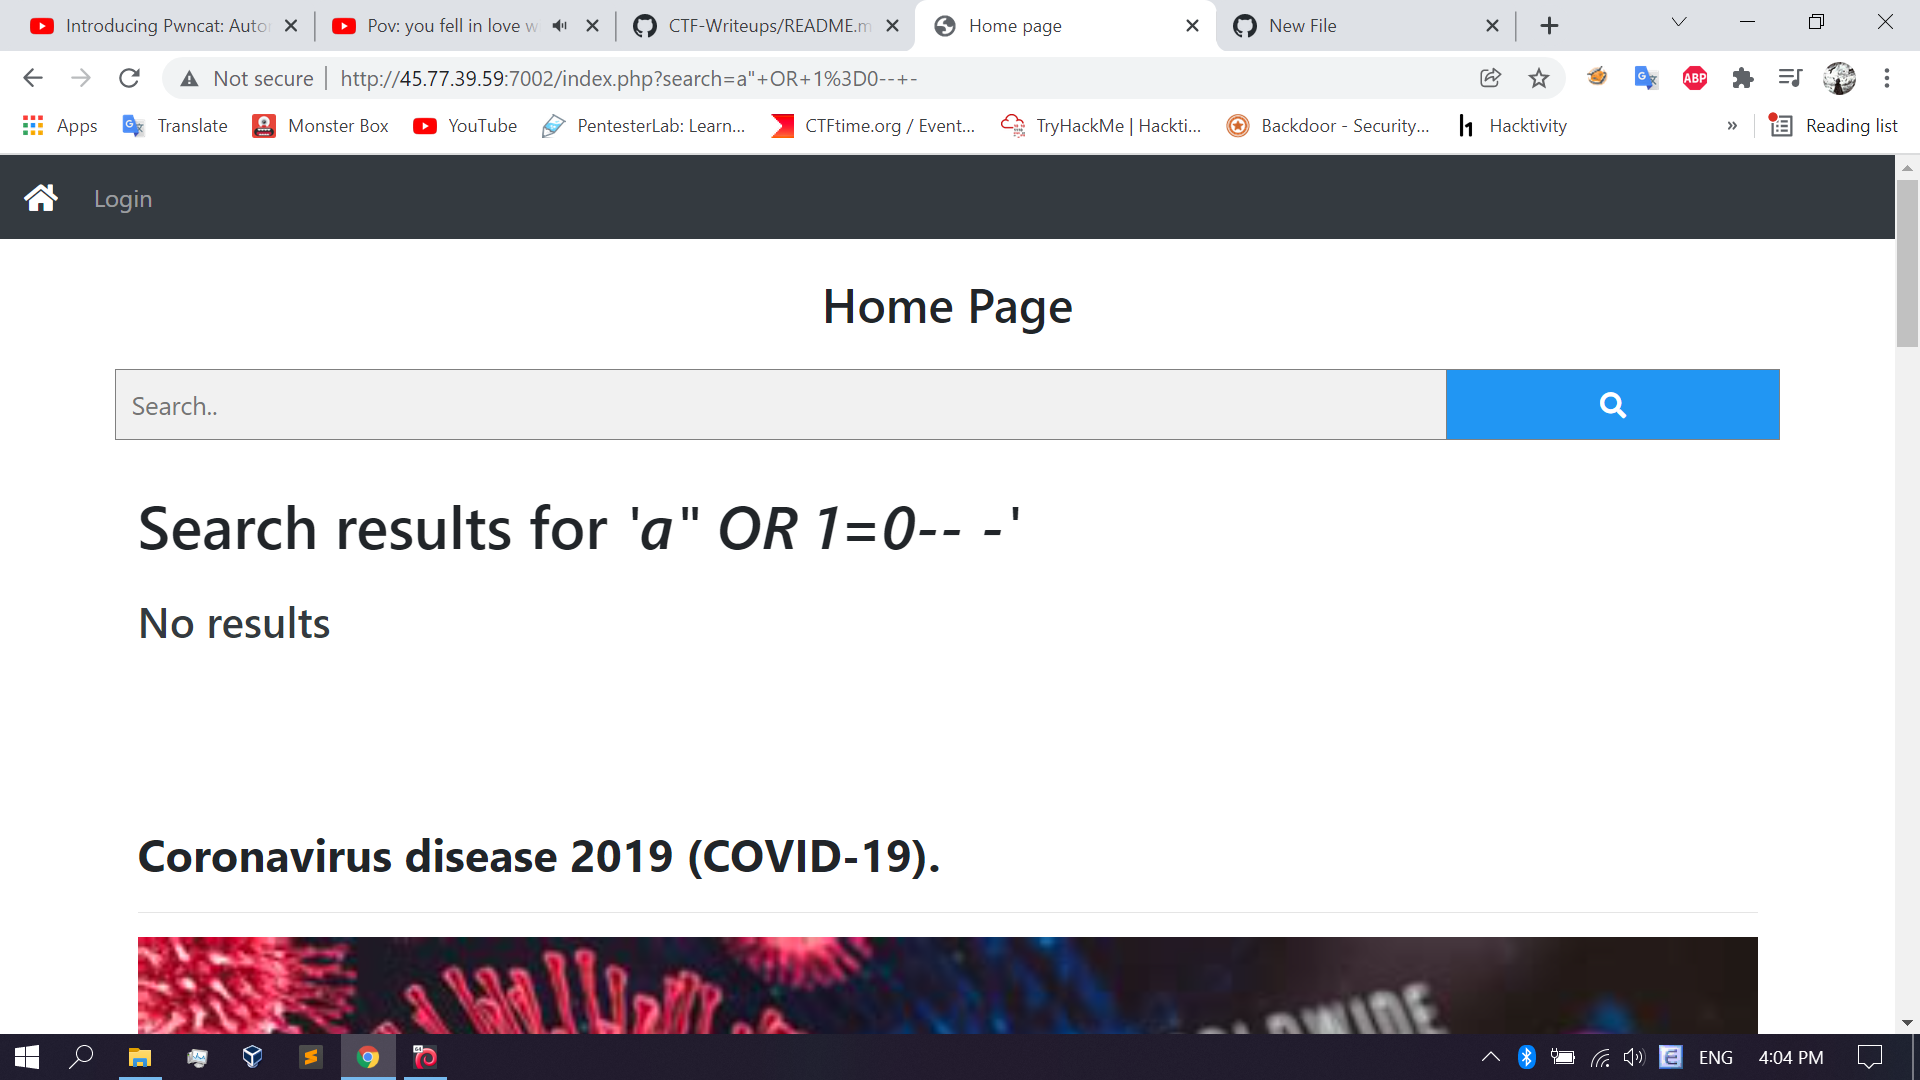 Introducing Pwncat: Autor
Pov: you fell in love w
CTF-Writeups/README.m
Home page
New File
Not secure
http://45.77.39.59:7002/index.php?search=a"+OR+1%3D0--+-
ABP
Apps
Translate
Monster Box
YouTube
PentesterLab: Learn...
CTFtime.org / Event...
TryHackMe | Hackti...
Backdoor - Security...
Hacktivity
»
Reading list
Login
Home Page
Search..
Search results for 'a" OR 1=0-- -'
No results
Coronavirus disease 2019 (COVID-19).
ENG
4:04 PM